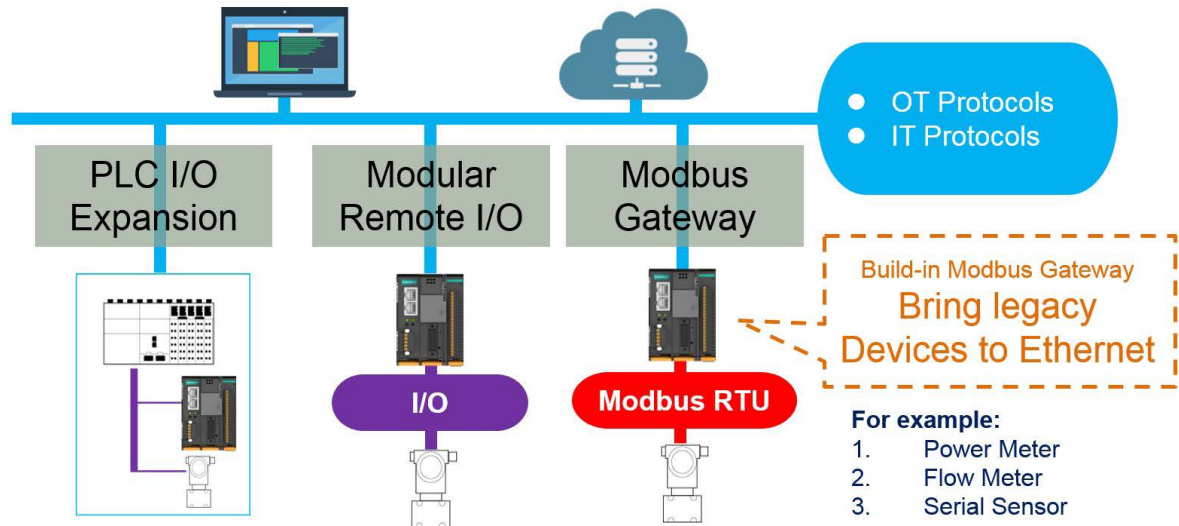 OT Protocols
IT Protocols
PLC I/O
Expansion
Modular
Remote I/O
Modbus
Gateway
Build-in Modbus Gateway
Bring legacy
Devices to Ethernet
I/O
Modbus RTU
For example:
1. Power Meter
2. Flow Meter
3. Serial Sensor